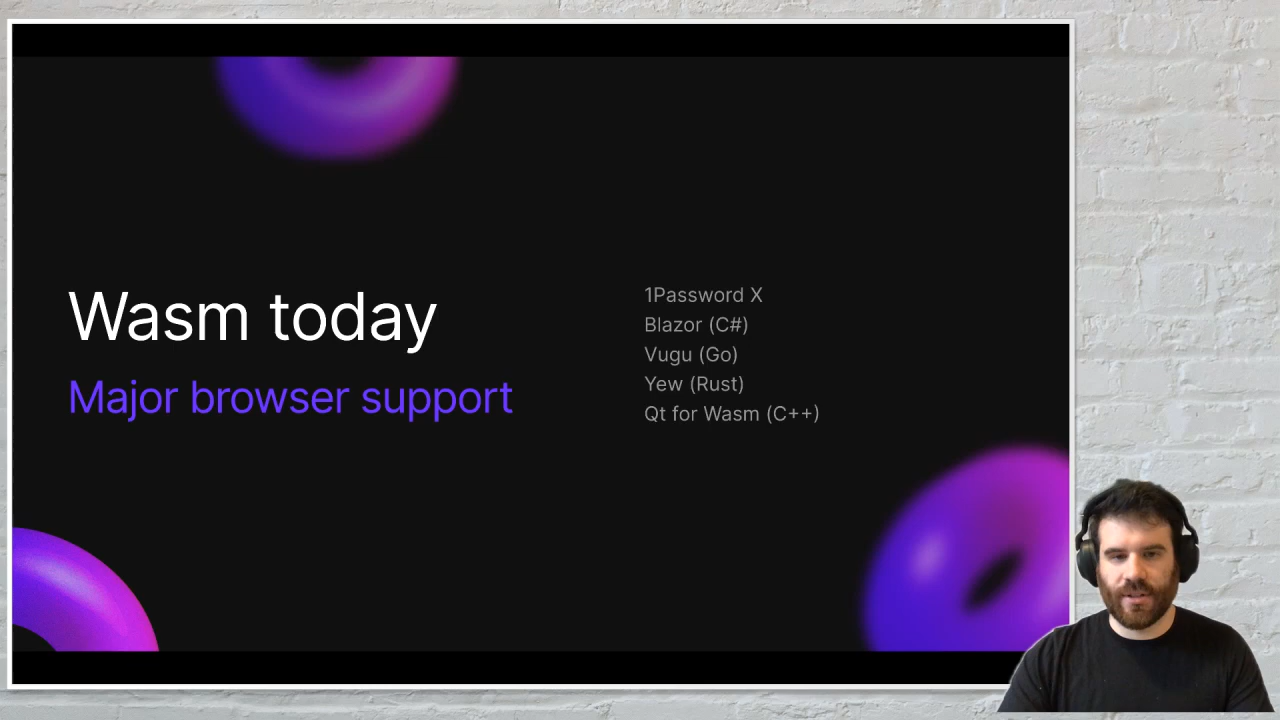 Wasm today
Major browser support
1Password X
Blazor (C#)
Vugu (Go)
Yew (Rust)
Qt for Wasm (C++)